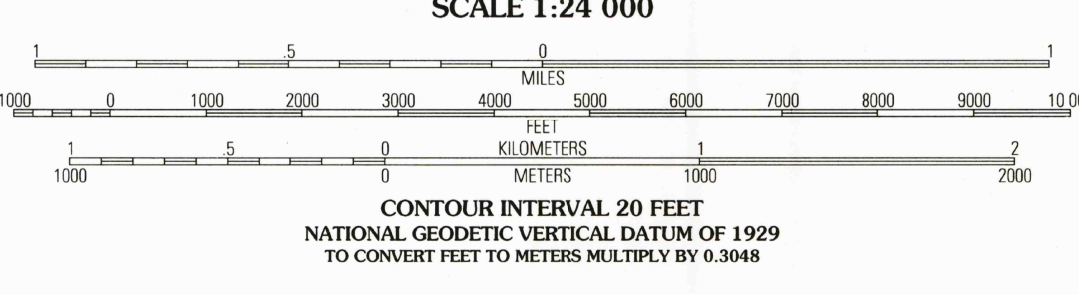 SCALE 1:24 000
1 .5 0 1
MILES
1000 0 1000 2000 3000 4000 5000 6000 7000 8000 9000 10 00
FEET
1 .5 0 KILOMETERS 1 2
1000 0 METERS 1000 2000
CONTOUR INTERVAL 20 FEET
NATIONAL GEODETIC VERTICAL DATUM OF 1929
TO CONVERT FEET TO METERS MULTIPLY BY 0.3048